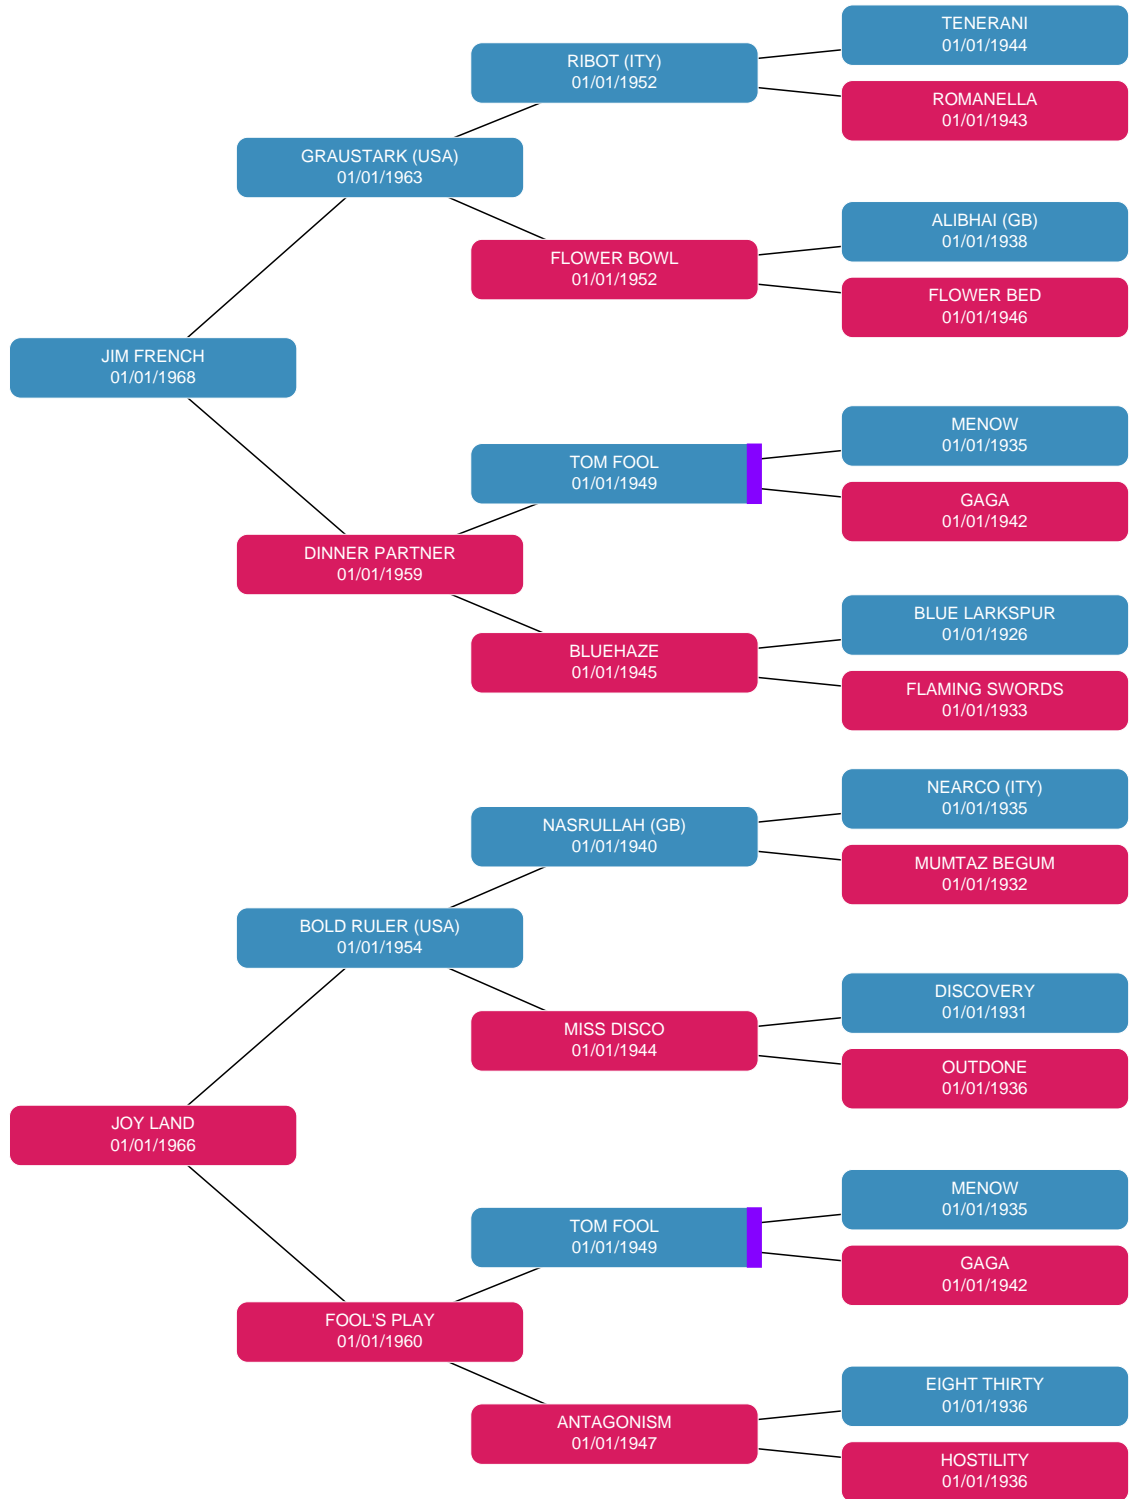 TENERANI
01/01/1944
RIBOT (ITY)
01/01/1952
ROMANELLA
01/01/1943
GRAUSTARK (USA)
01/01/1963
ALIBHAI (GB)
01/01/1938
FLOWER BOWL
01/01/1952
FLOWER BED
01/01/1946
JIM FRENCH
01/01/1968
MENOW
01/01/1935
TOM FOOL
01/01/1949
GAGA
01/01/1942
DINNER PARTNER
01/01/1959
BLUE LARKSPUR
01/01/1926
BLUEHAZE
01/01/1945
FLAMING SWORDS
01/01/1933
NEARCO (ITY)
01/01/1935
NASRULLAH (GB)
01/01/1940
MUMTAZ BEGUM
01/01/1932
BOLD RULER (USA)
01/01/1954
DISCOVERY
01/01/1931
MISS DISCO
01/01/1944
OUTDONE
01/01/1936
JOY LAND
01/01/1966
MENOW
01/01/1935
TOM FOOL
01/01/1949
GAGA
01/01/1942
FOOL'S PLAY
01/01/1960
EIGHT THIRTY
01/01/1936
ANTAGONISM
01/01/1947
HOSTILITY
01/01/1936